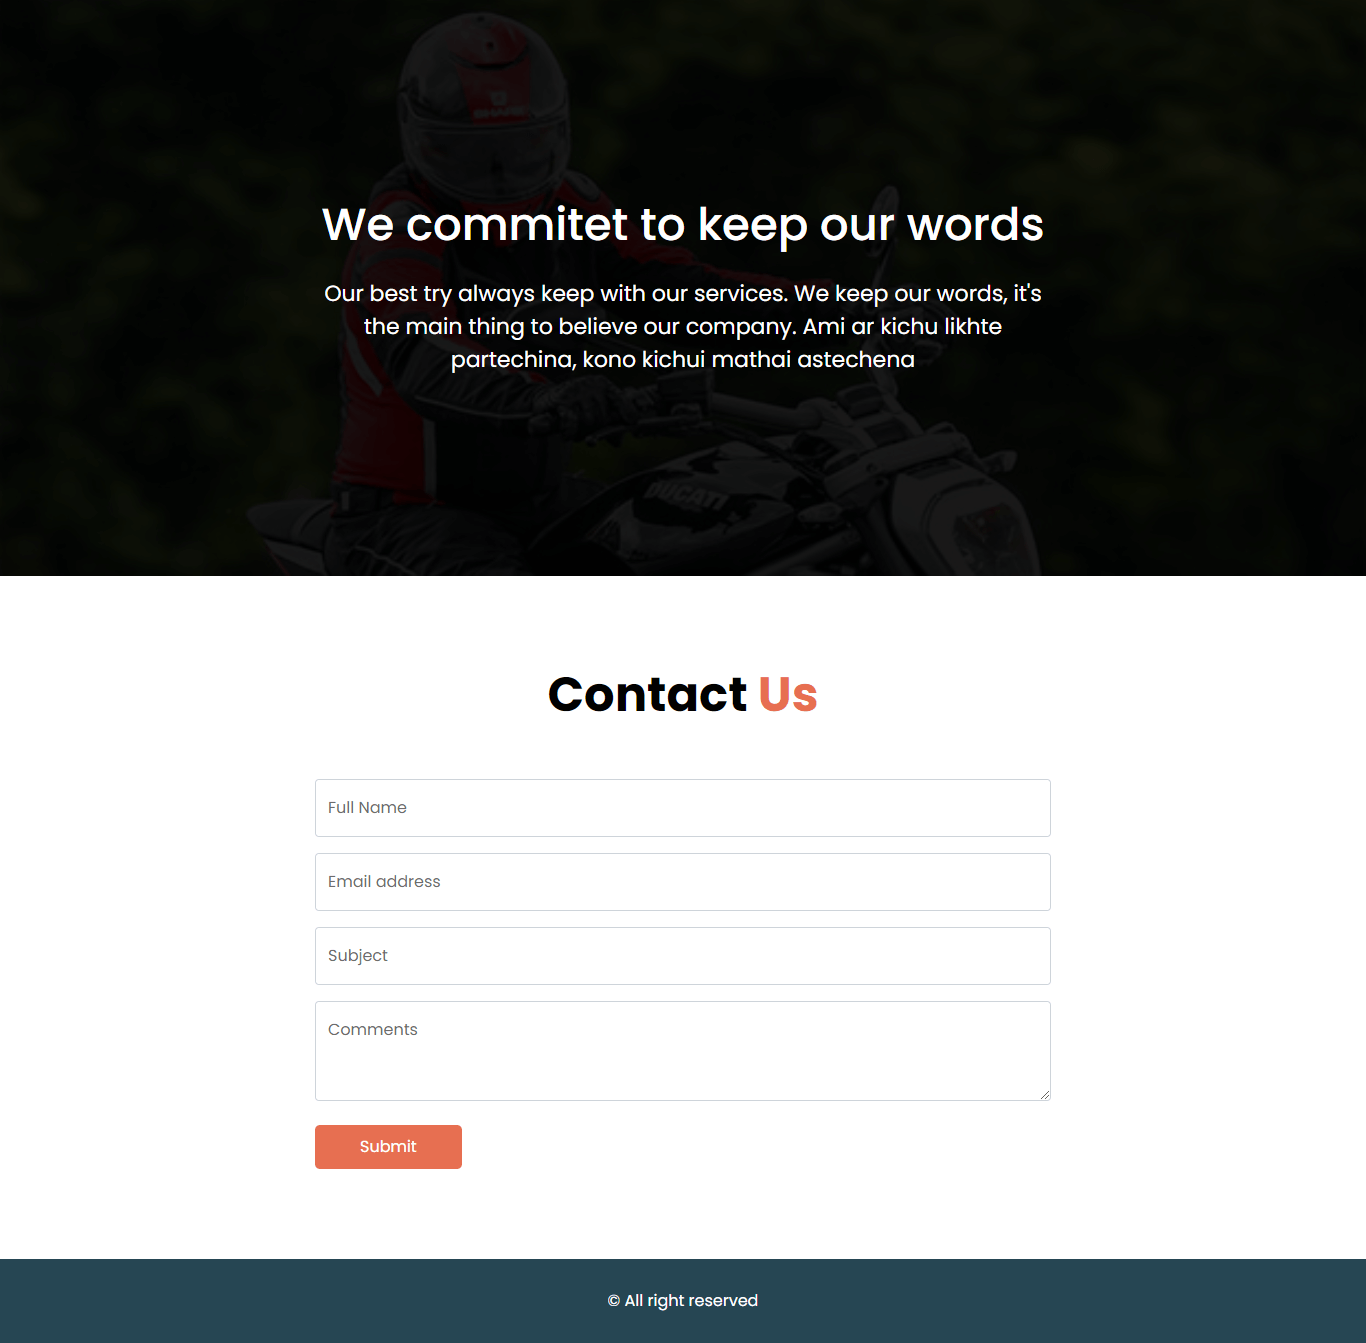 SHARK
We commitet to keep our words
Our best try always keep with our services. We keep our words, it's
the main thing to believe our company. Ami ar kichu likhte
partechina, kono kichui mathai astechena
DUCATI
Contact Us
Full Name
Email address
Subject
Comments
Submit
© All right reserved